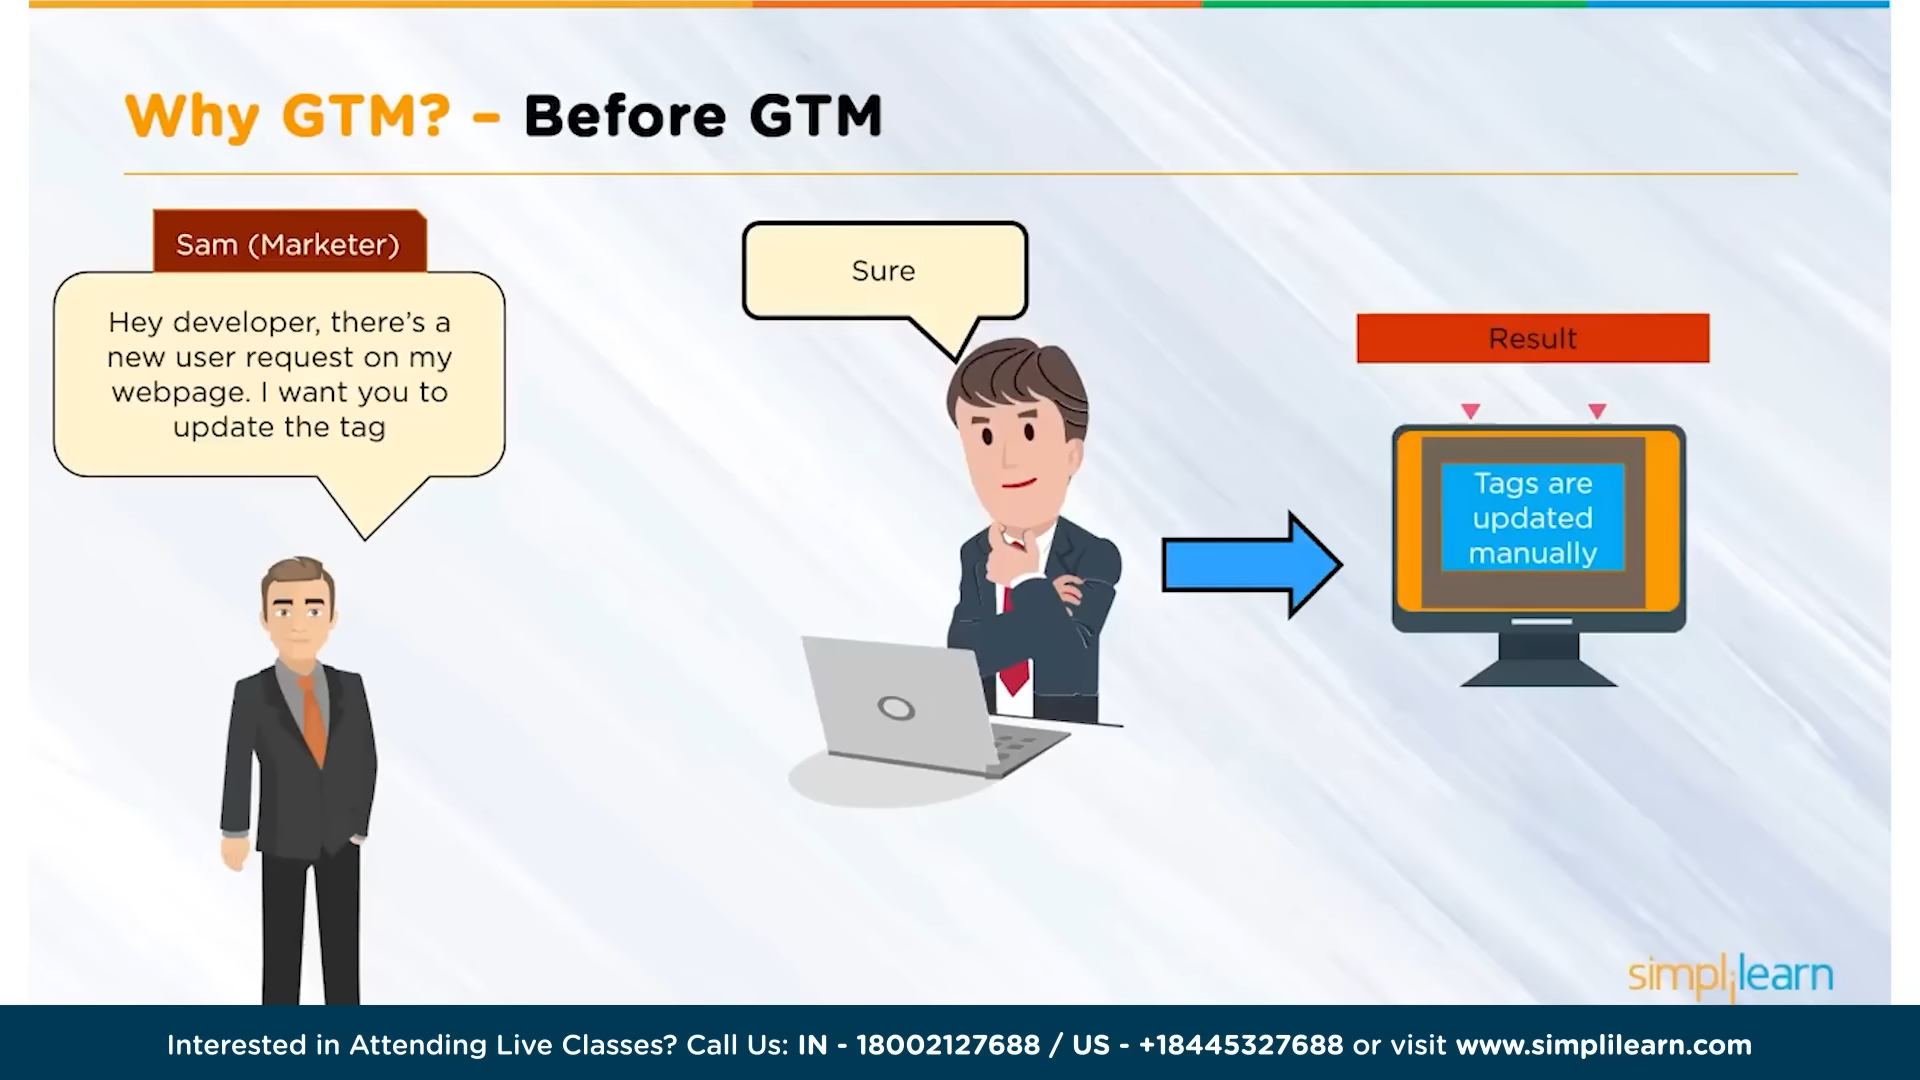 Why GTM? – Before GTM
Sam (Marketer)
Hey developer, there's a
new user request on my
webpage. I want you to
update the tag
Sure
Result
Tags are
updated
manually
simplilearn
Interested in Attending Live Classes? Call Us: IN - 18002127688 / US - +18445327688 or visit www.simplilearn.com